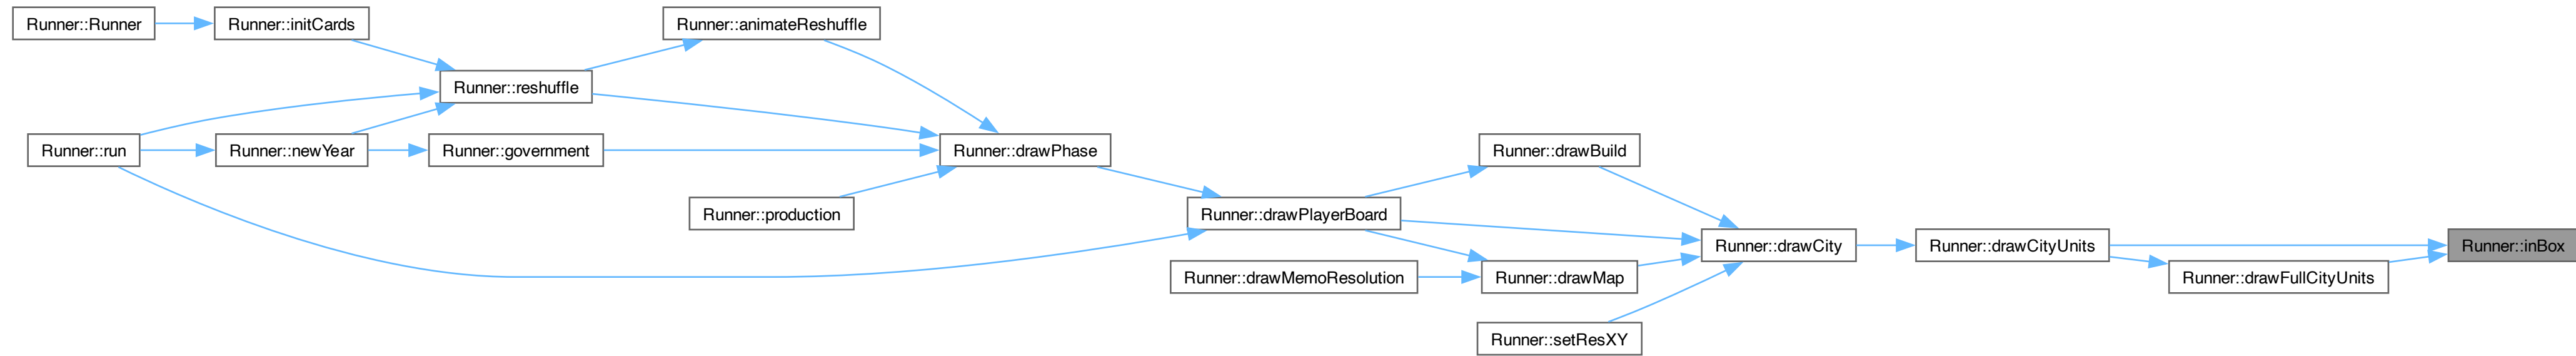 Runner::Runner
Runner::initCards
Runner::animateReshuffle
Runner::reshuffle
Runner::run
Runner::newYear
Runner::government
Runner::drawPhase
Runner::drawBuild
Runner::production
Runner::drawPlayerBoard
Runner::drawCity
Runner::drawCityUnits
Runner::inBox
Runner::drawMemoResolution
Runner::drawMap
Runner::drawFullCityUnits
Runner::setResXY